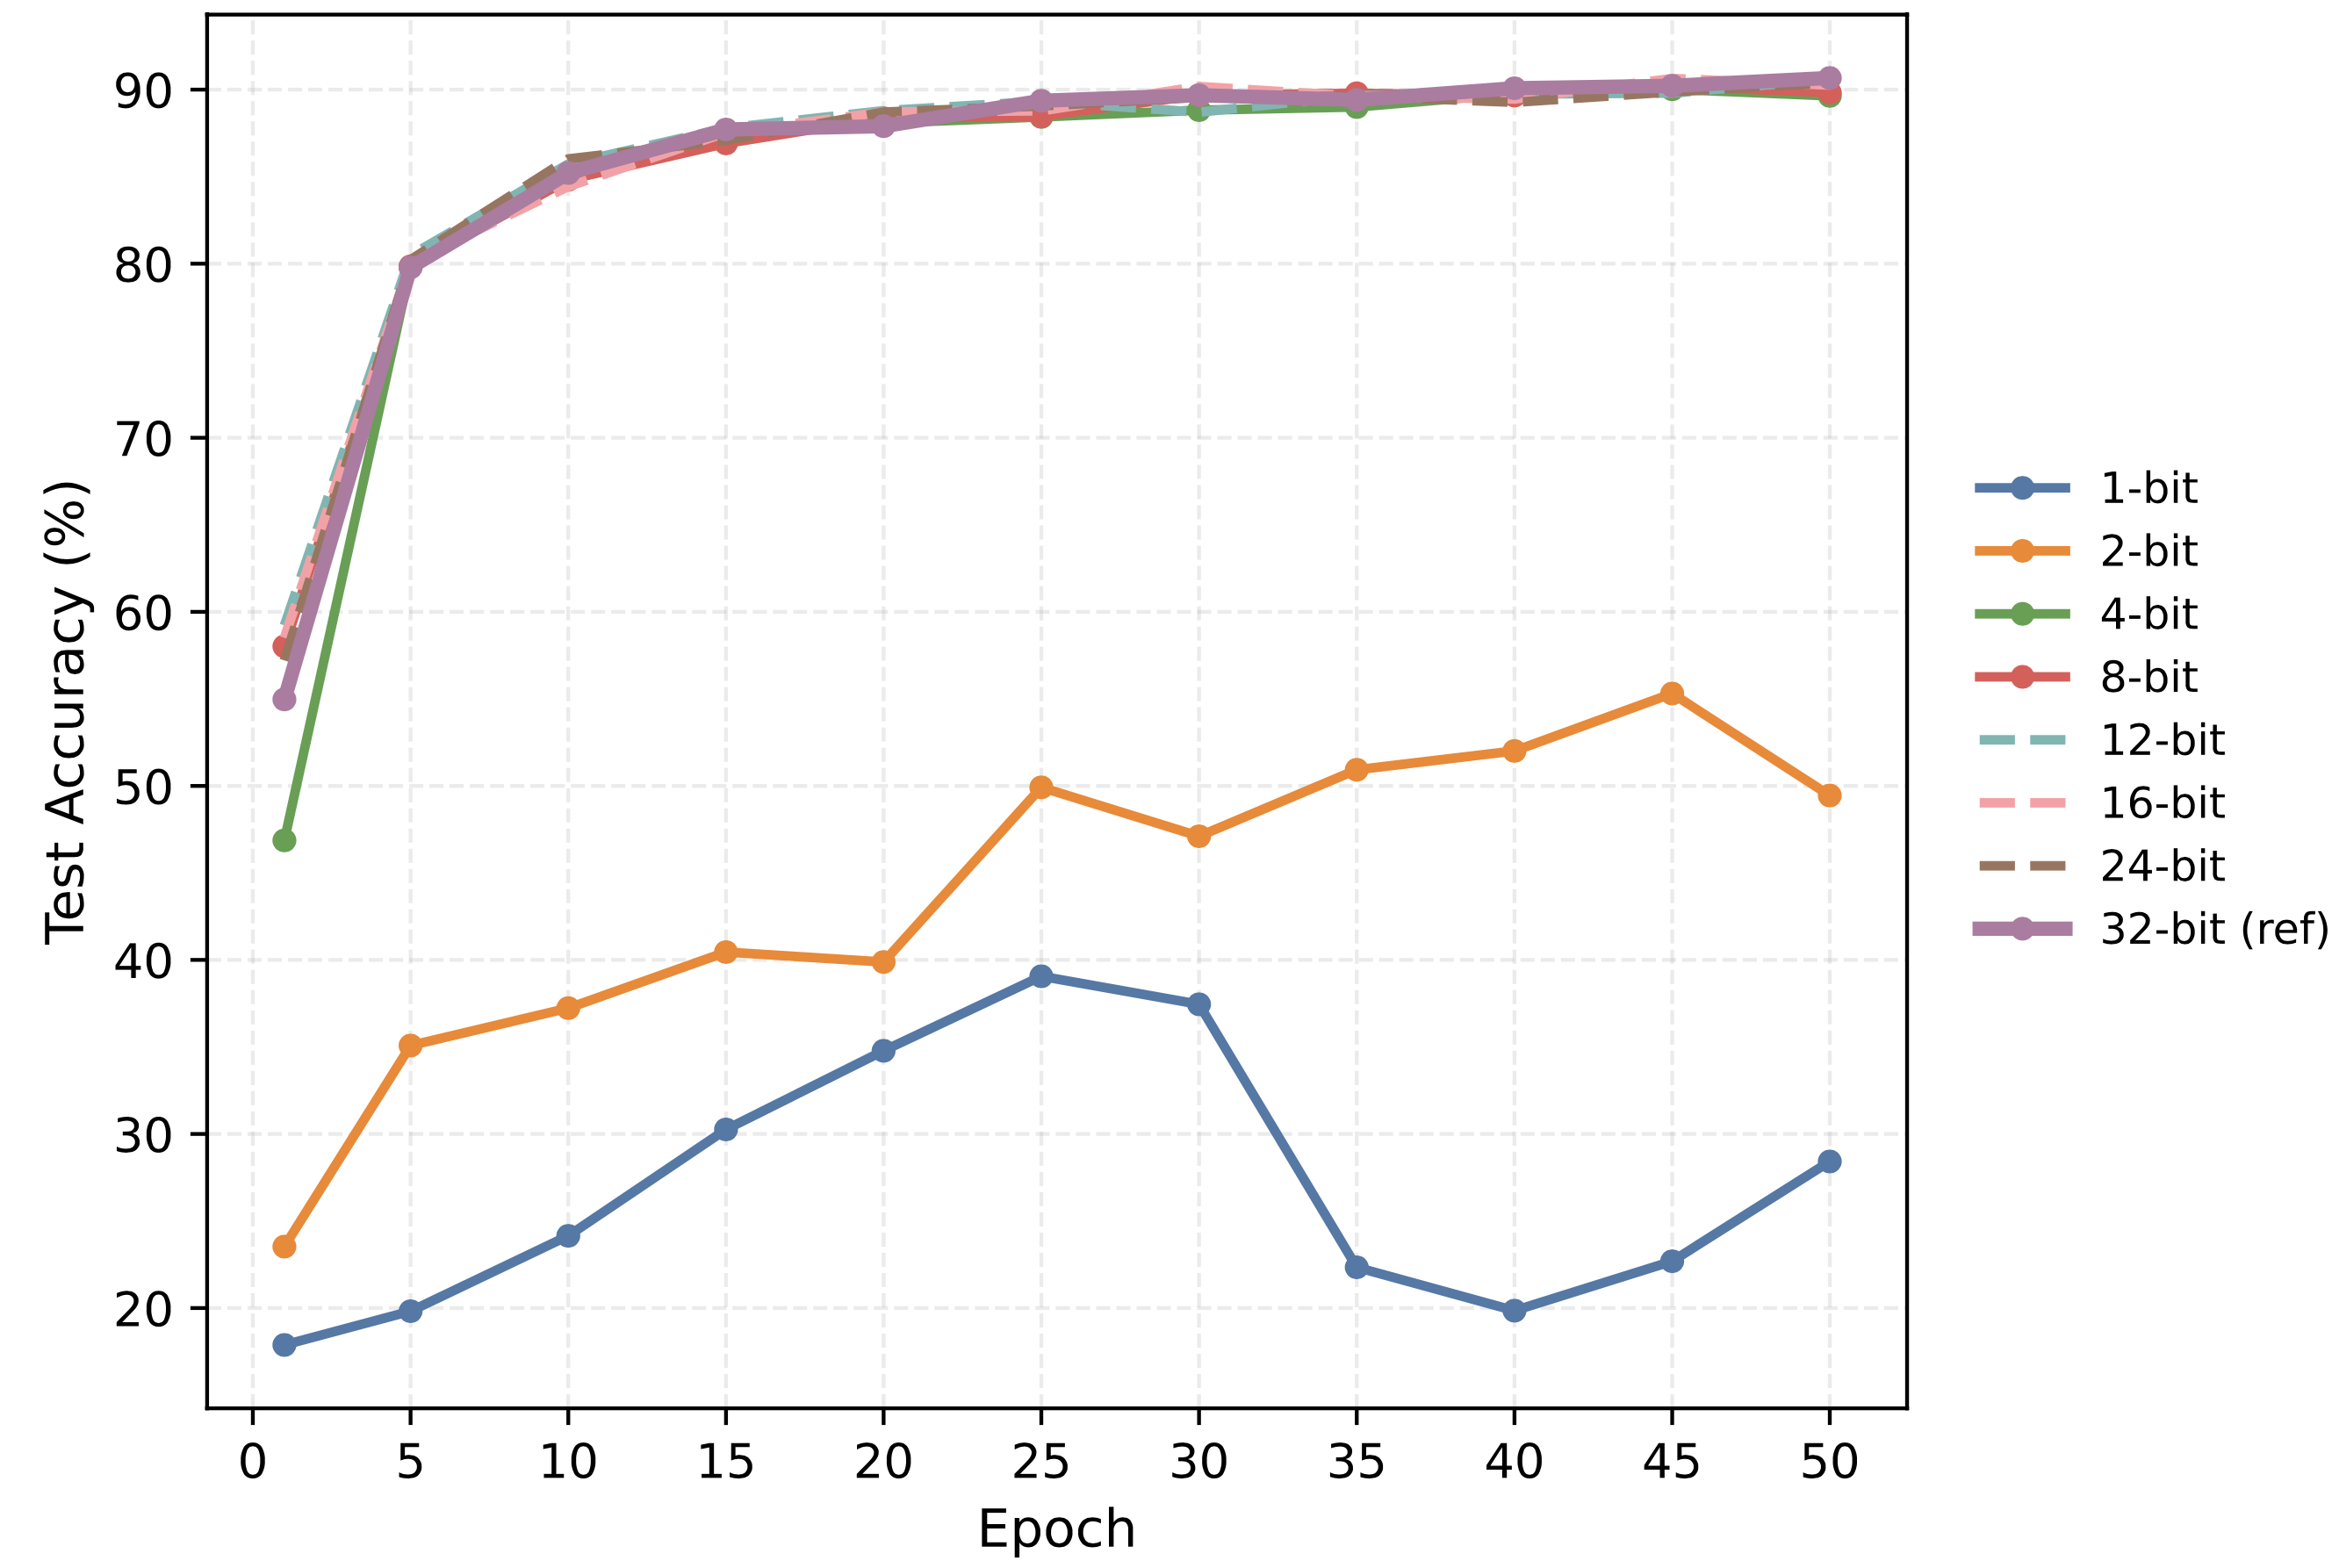 Test Accuracy (%)
90
80
70
60
50
40
30
20
0 5 10 15 20 25 30 35 40 45 50
Epoch
1-bit
2-bit
4-bit
8-bit
12-bit
16-bit
24-bit
32-bit (ref)